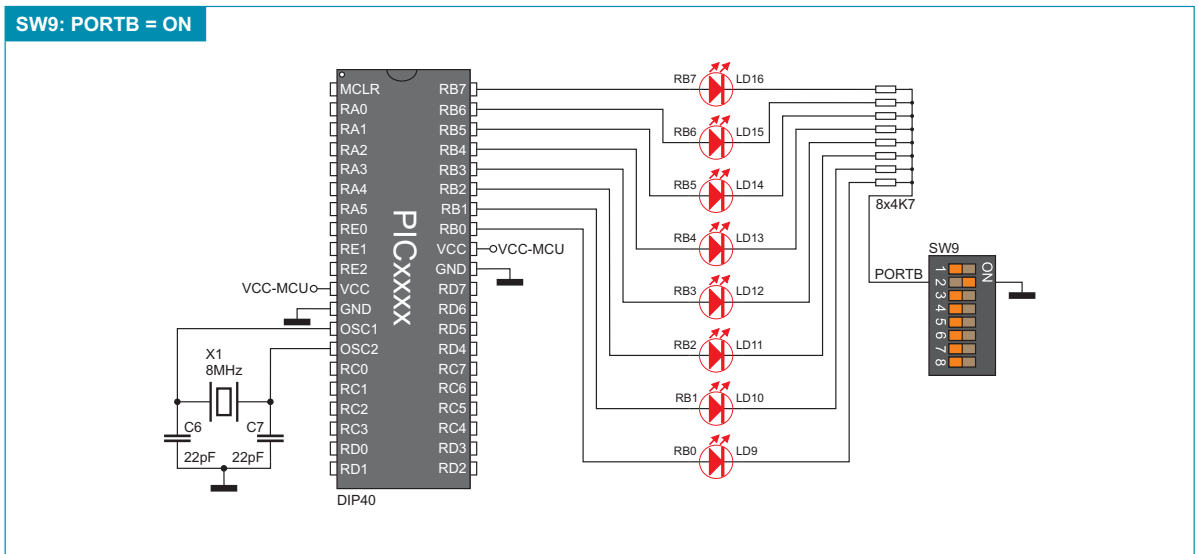 SW9: PORTB = ON
MCLR
RA0
RA1
RA2
RA3
RA4
RA5
RE0
RE1
RE2
VCC
GND
OSC1
OSC2
RC0
RC1
RC2
RC3
RD0
RD1
PICxxxx
RB7
RB6
RB5
RB4
RB3
RB2
RB1
RB0
VCC
GND
RD7
RD6
RD5
RD4
RC7
RC6
RC5
RC4
RD3
RD2
DIP40
VCC-MCU
VCC-MCU
X1
8MHz
C6
C7
22pF
22pF
RB7
LD16
RB6
LD15
RB5
LD14
RB4
LD13
RB3
LD12
RB2
LD11
RB1
LD10
RB0
LD9
8x4K7
SW9
PORTB
1
2
3
4
5
6
7
8
ON